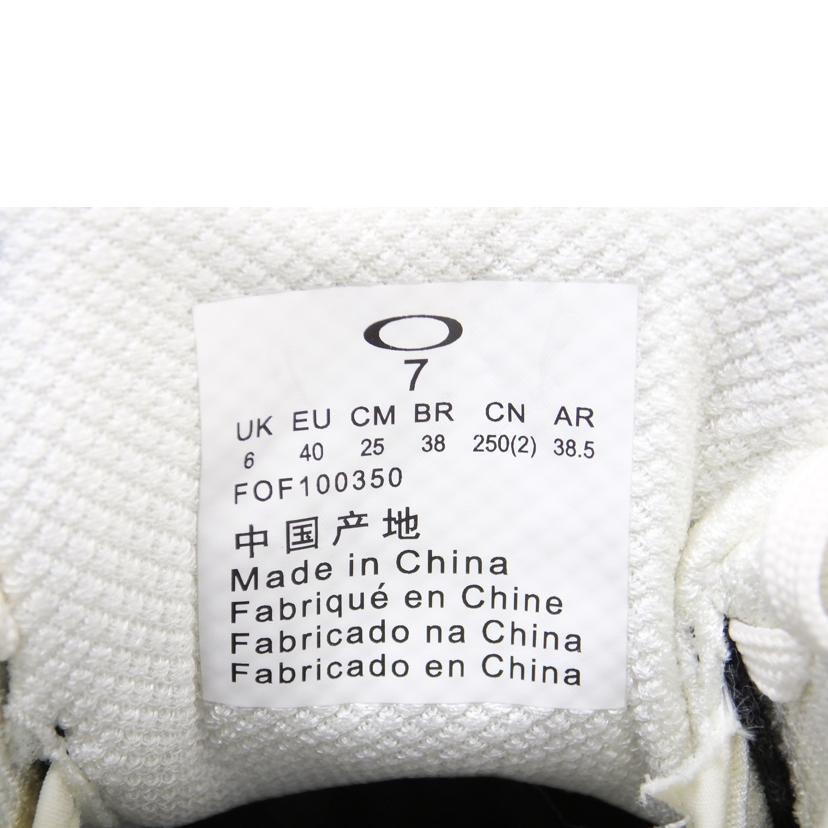 7
UK EU CM BR CN AR
6 40 25 38 250(2) 38.5
FOF100350
中国产地
Made in China
Fabriqué en Chine
Fabricado na China
Fabricado en China